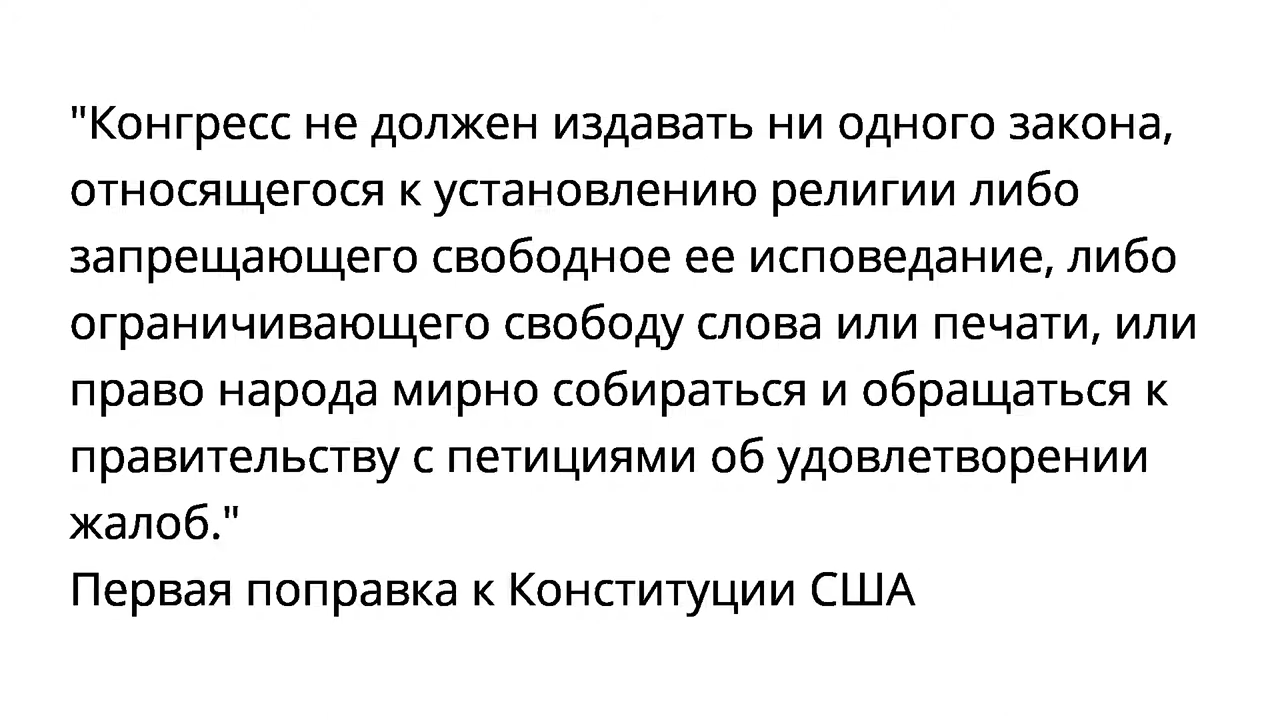 "Конгресс не должен издавать ни одного закона,
относящегося к установлению религии либо
запрещающего свободное ее исповедание, либо
ограничивающего свободу слова или печати, или
право народа мирно собираться и обращаться к
правительству с петициями об удовлетворении
жалоб."
Первая поправка к Конституции США